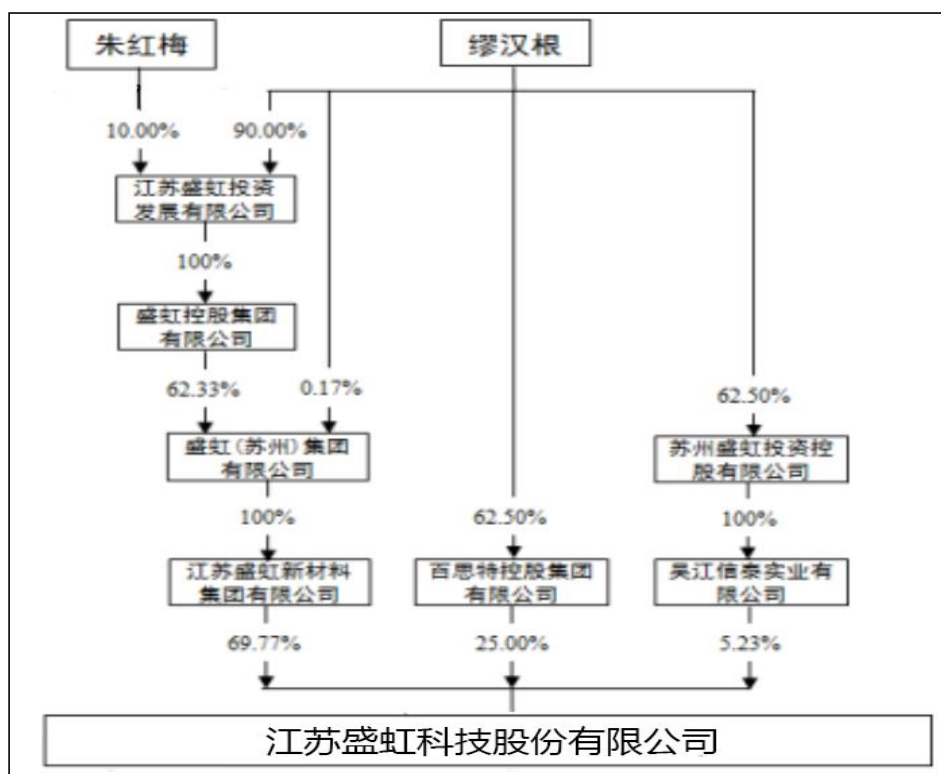 朱红梅
缪汉根
10.00%
90.00%
江苏盛虹投资
发展有限公司
100%
盛虹控股集团
有限公司
62.33%
0.17%
62.50%
盛虹(苏州)集团
有限公司
苏州盛虹投资控
股有限公司
100%
62.50%
100%
江苏盛虹新材料
集团有限公司
百思特控股集团
有限公司
吴江信泰实业有
限公司
69.77%
25.00%
5.23%
江苏盛虹科技股份有限公司